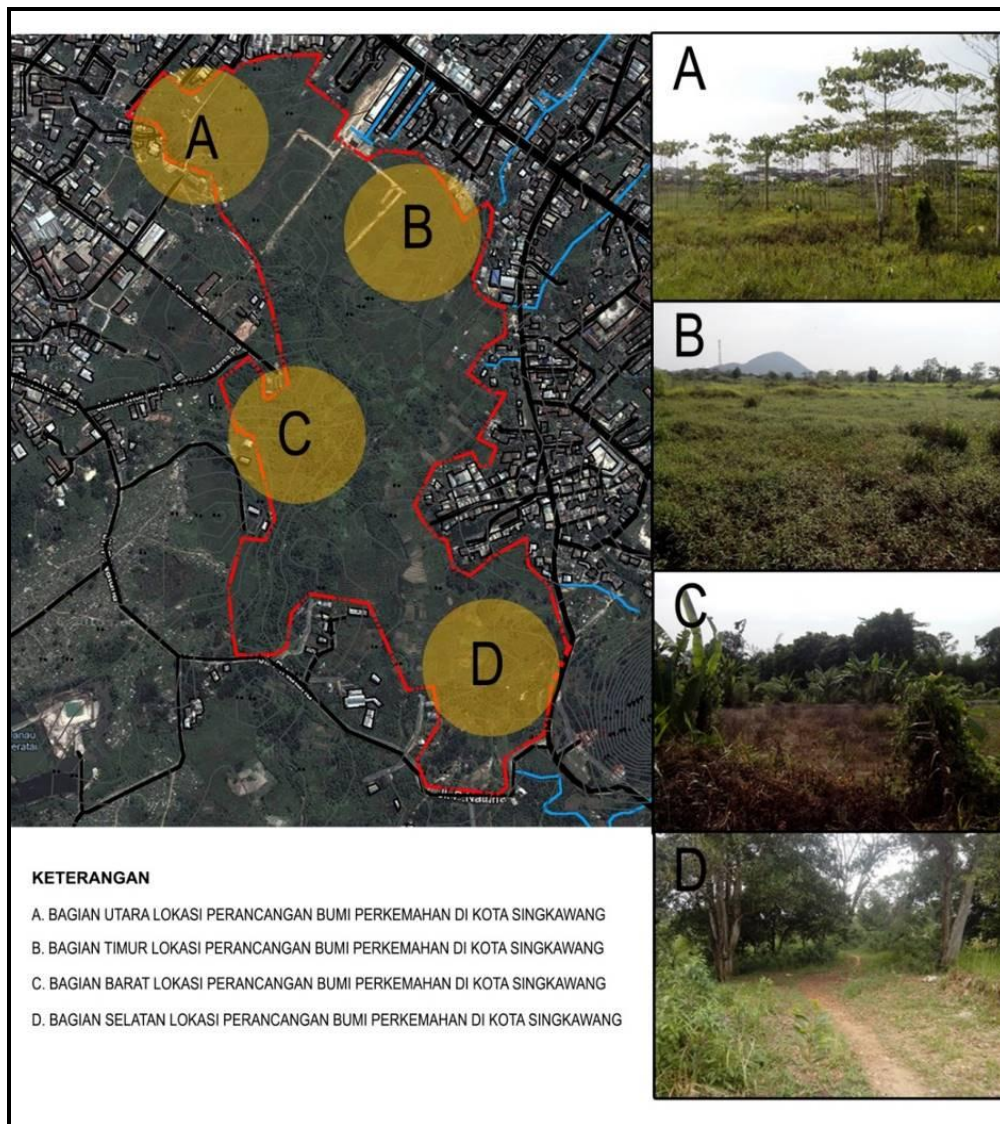 A
B
C
D
A
B
C
D
KETERANGAN
A. BAGIAN UTARA LOKASI PERANCANGAN BUMI PERKEMAHAN DI KOTA SINGKAWANG
B. BAGIAN TIMUR LOKASI PERANCANGAN BUMI PERKEMAHAN DI KOTA SINGKAWANG
C. BAGIAN BARAT LOKASI PERANCANGAN BUMI PERKEMAHAN DI KOTA SINGKAWANG
D. BAGIAN SELATAN LOKASI PERANCANGAN BUMI PERKEMAHAN DI KOTA SINGKAWANG